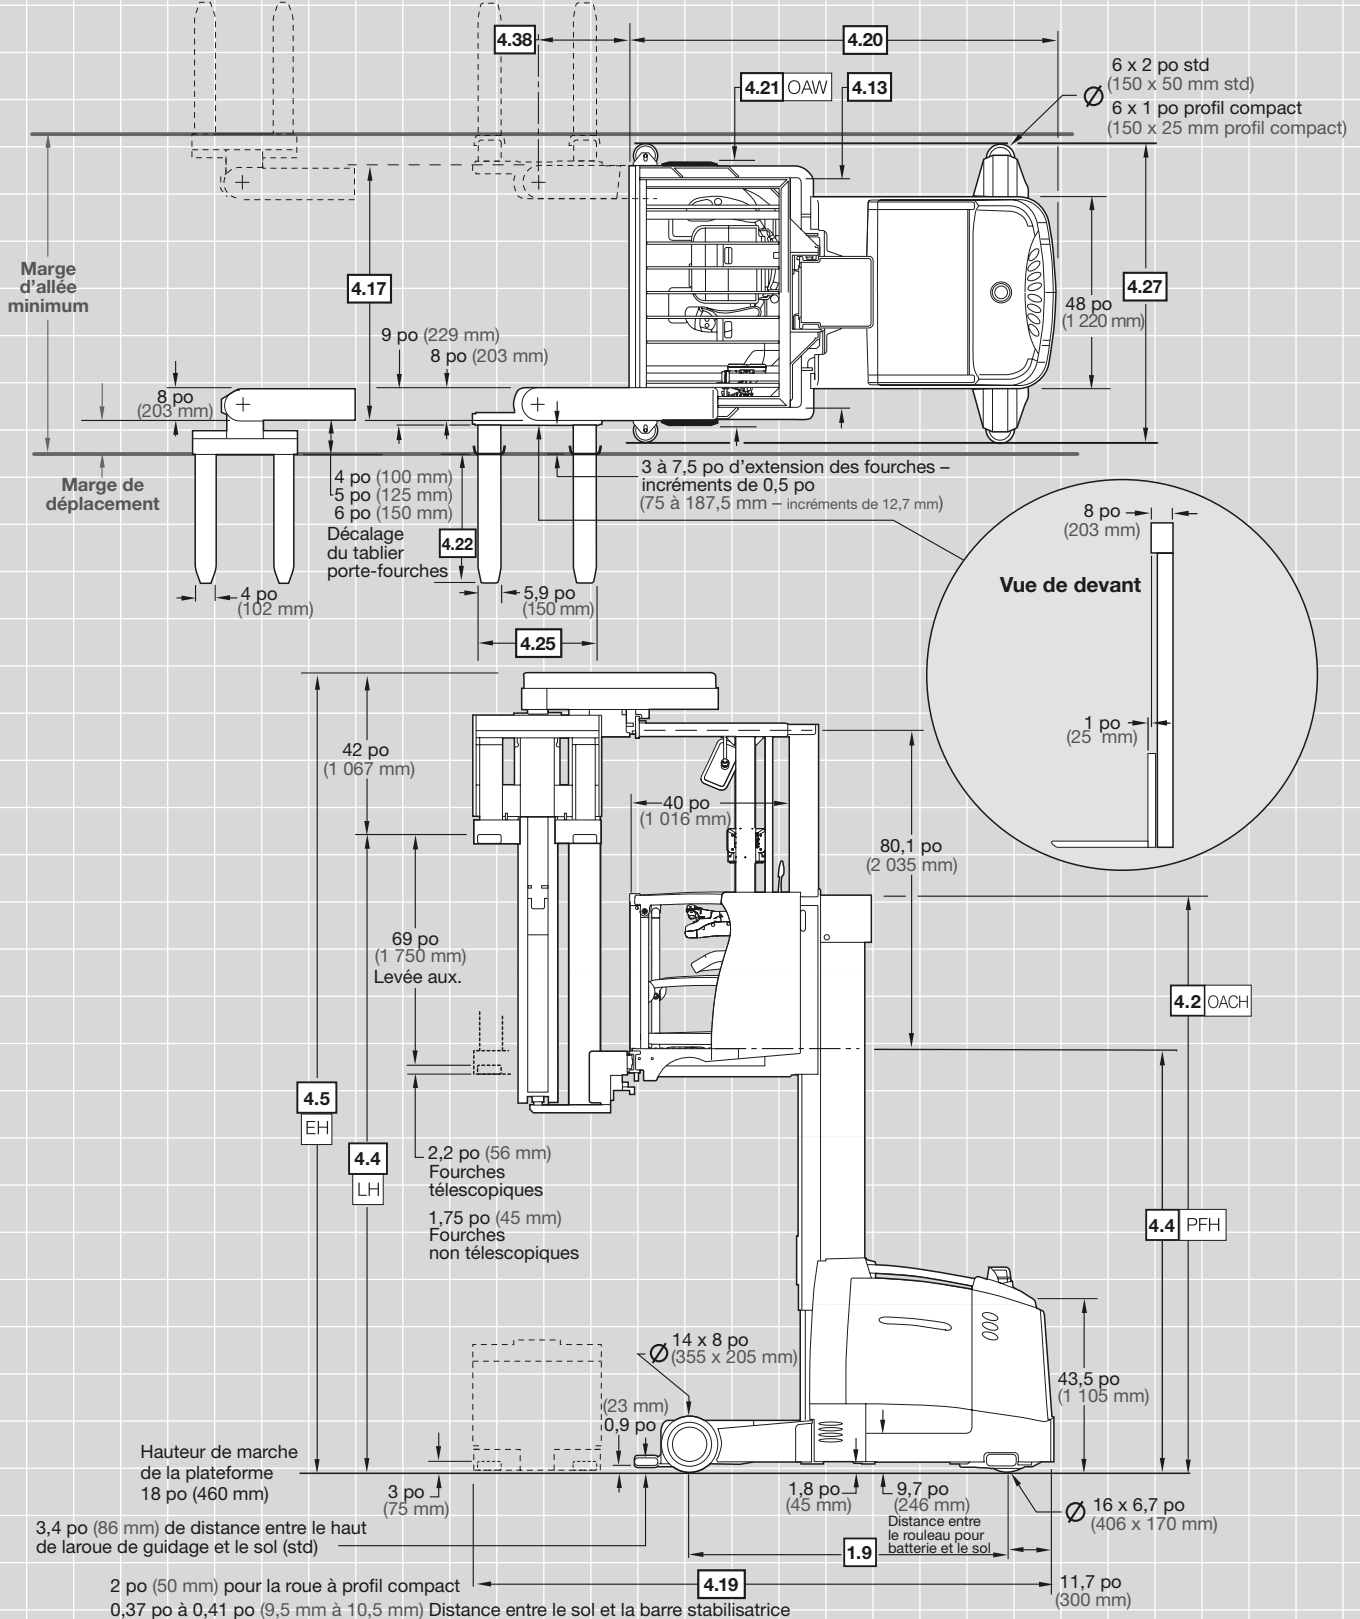 4.38
4.20
6 x 2 po std
(150 x 50 mm std)
6 x 1 po profil compact
(150 x 25 mm profil compact)
4.21 OAW
4.13
Marge
d'allée
minimum
4.17
4.27
48 po
(1 220 mm)
9 po (229 mm)
8 po (203 mm)
8 po
(203 mm)
Marge de
déplacement
4 po (100 mm)
5 po (125 mm)
6 po (150 mm)
Décalage
du tablier
porte-fourches
4.22
3 à 7,5 po d'extension des fourches –
incréments de 0,5 po
(75 à 187,5 mm – incréments de 12,7 mm)
4 po
(102 mm)
5,9 po
(150 mm)
4.25
8 po
(203 mm)
Vue de devant
1 po
(25 mm)
42 po
(1 067 mm)
40 po
(1 016 mm)
80,1 po
(2 035 mm)
69 po
(1 750 mm)
Levée aux.
4.2 OACH
4.5
EH
4.4
LH
2,2 po (56 mm)
Fourches
télescopiques
1,75 po (45 mm)
Fourches
non télescopiques
4.4 PFH
Ø 14 x 8 po
(355 x 205 mm)
43,5 po
(1 105 mm)
(23 mm)
0,9 po
Hauteur de marche
de la plateforme
18 po (460 mm)
3 po
(75 mm)
1,8 po
(45 mm)
9,7 po
(246 mm)
Distance entre
le rouleau pour
batterie et le sol
Ø 16 x 6,7 po
(406 x 170 mm)
3,4 po (86 mm) de distance entre le haut
de laroue de guidage et le sol (std)
1.9
4.19
11,7 po
(300 mm)
2 po (50 mm) pour la roue à profil compact
0,37 po à 0,41 po (9,5 mm à 10,5 mm) Distance entre le sol et la barre stabilisatrice